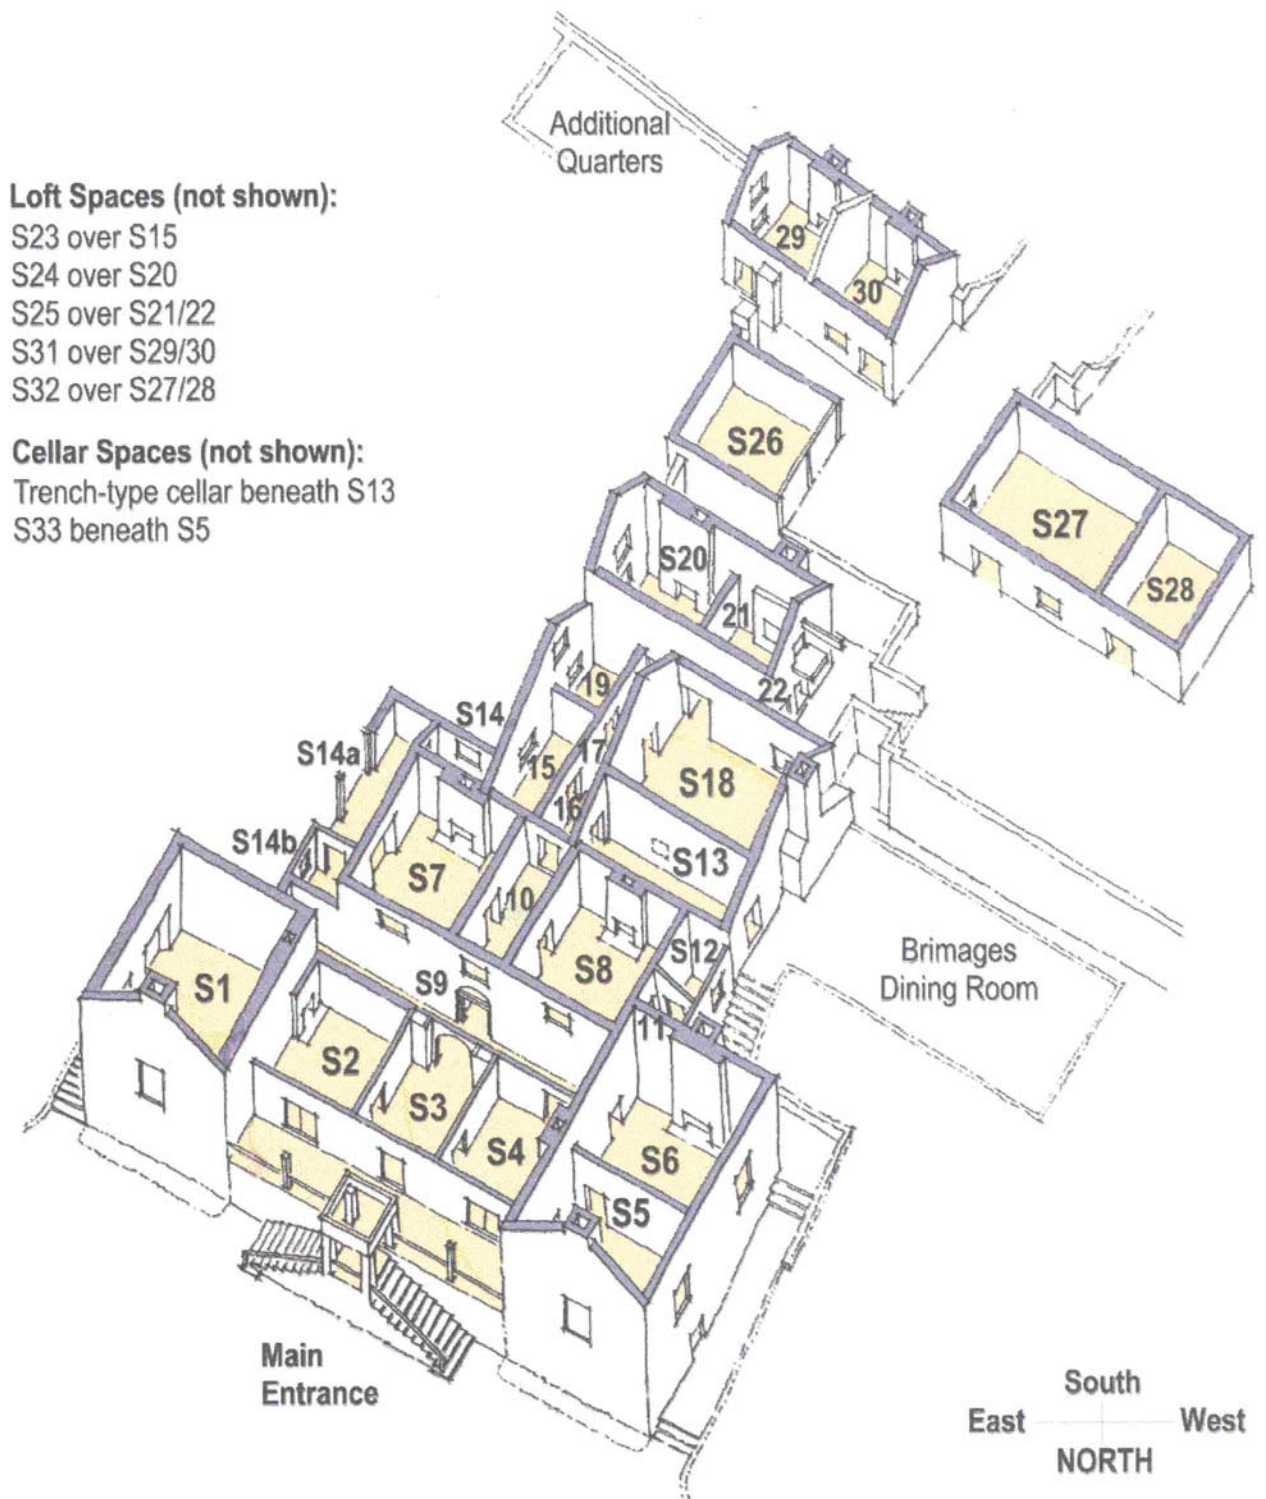 Additional
Quarters
Loft Spaces (not shown):
S23 over S15
S24 over S20
S25 over S21/22
S31 over S29/30
S32 over S27/28
Cellar Spaces (not shown):
Trench-type cellar beneath S13
S33 beneath S5
29
30
S26
S27
S28
S20
21
22
19
S14
17
S14a
15
S18
16
S14b
S13
S7
10
S12
S8
Brimages
Dining Room
S1
S9
11
S2
S3
S4
S6
S5
Main
Entrance
South
East
West
NORTH